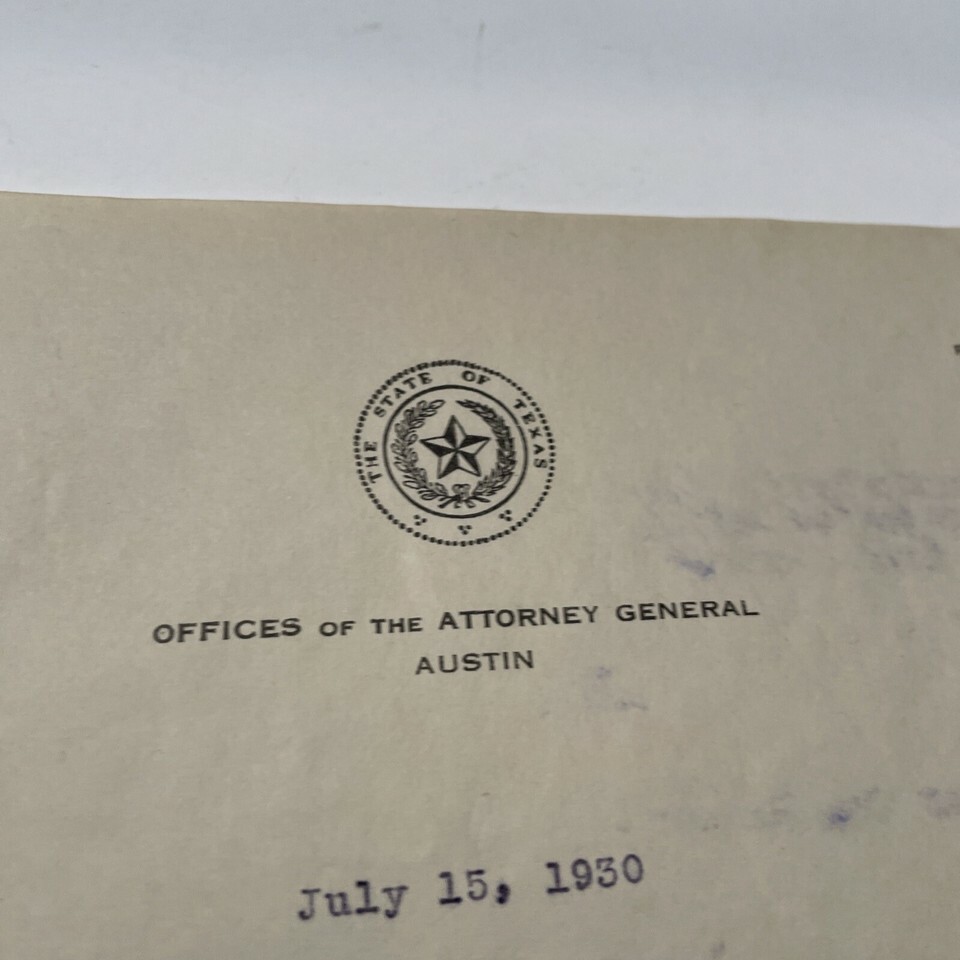 THE STATE OF TEXAS
OFFICES OF THE ATTORNEY GENERAL
AUSTIN
July 15, 1930